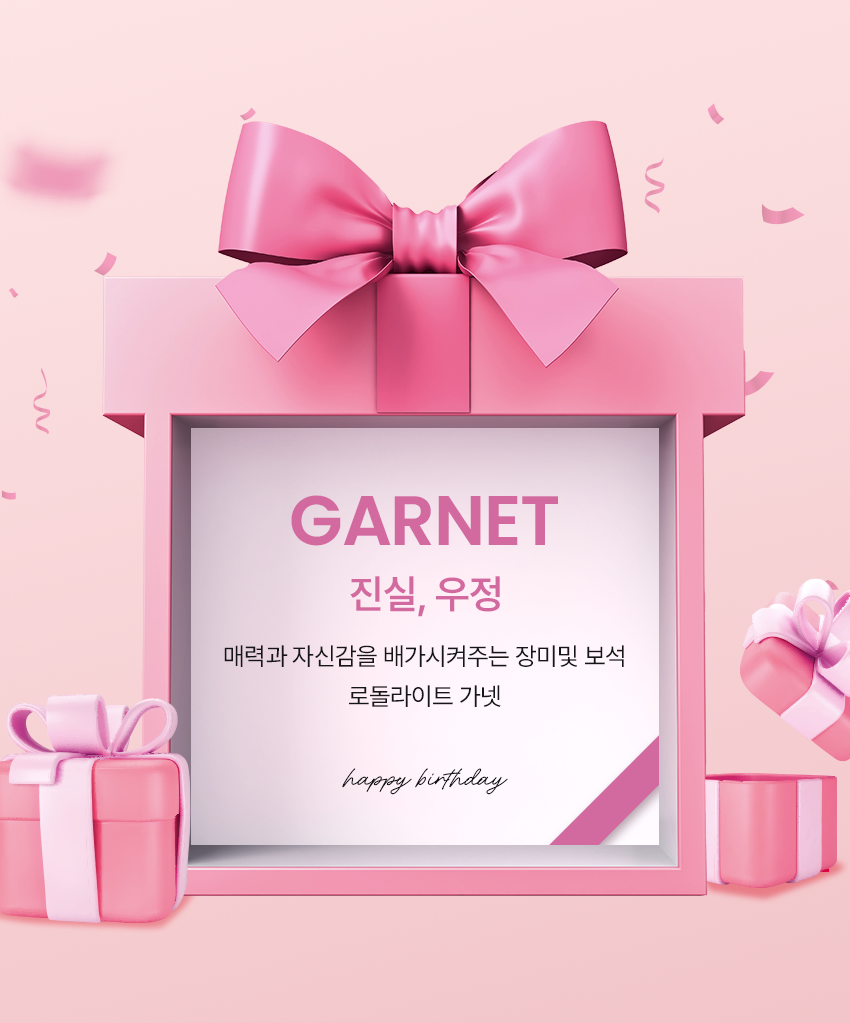 GARNET
진실, 우정
매력과 자신감을 배가시켜주는 장미및 보석
로돌라이트 가넷
happy birthday